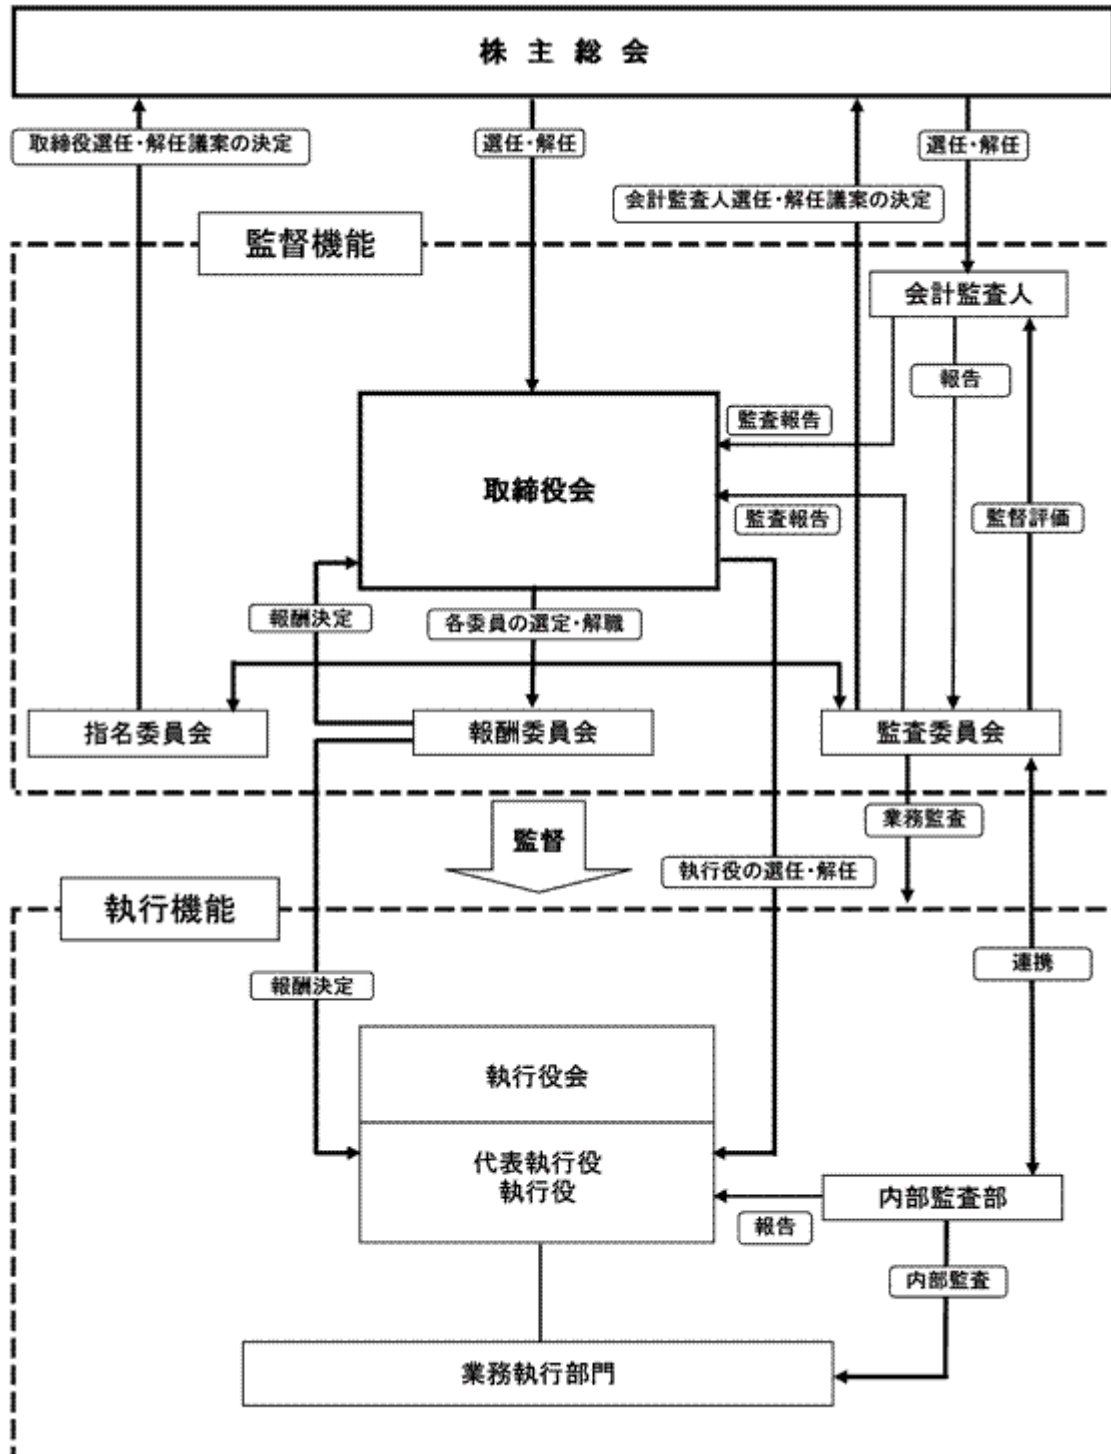 株主総会
取締役選任・解任議案の決定
選任・解任
選任・解任
会計監査人選任・解任議案の決定
監督機能
会計監査人
報告
監査報告
取締役会
監査報告
監督評価
報酬決定
各委員の選定・解職
指名委員会
報酬委員会
監査委員会
業務監査
監督
執行役の選任・解任
執行機能
連携
報酬決定
執行役会
代表執行役
執行役
内部監査部
報告
内部監査
業務執行部門